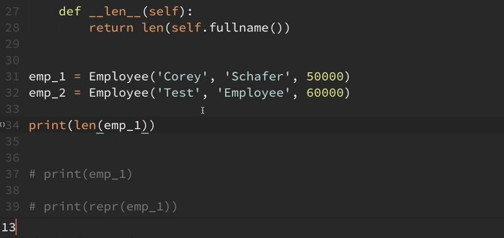 27 def __len__(self):
28 return len(self.fullname())
29
30
31 emp_1 = Employee('Corey', 'Schafer', 50000)
32 emp_2 = Employee('Test', 'Employee', 60000)
33
34 print(len(emp_1))
35
36
37 # print(emp_1)
38
39 # print(repr(emp_1))
13